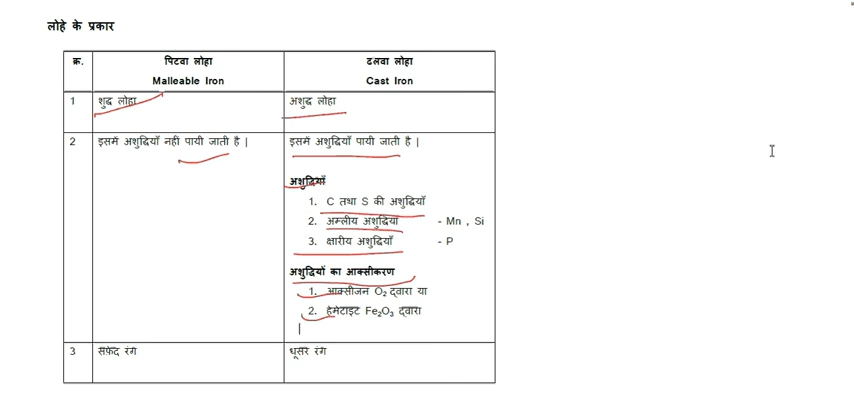 लोहे के प्रकार
क्र. पिटवा लोहा ढलवा लोहा
Malleable Iron Cast Iron
1 शुद्ध लोहा अशुद्ध लोहा
2 इसमें अशुद्धियाँ नहीं पायी जाती है | इसमें अशुद्धियाँ पायी जाती है |
अशुद्धियाँ
1. C तथा S की अशुद्धियाँ
2. अम्लीय अशुद्धियाँ - Mn , Si
3. क्षारीय अशुद्धियाँ - P
अशुद्धियों का आक्सीकरण
1. आक्सीजन O₂ द्वारा या
2. हेमेटाइट Fe₂O₃ द्वारा
3 सफ़ेद रंग धूसर रंग